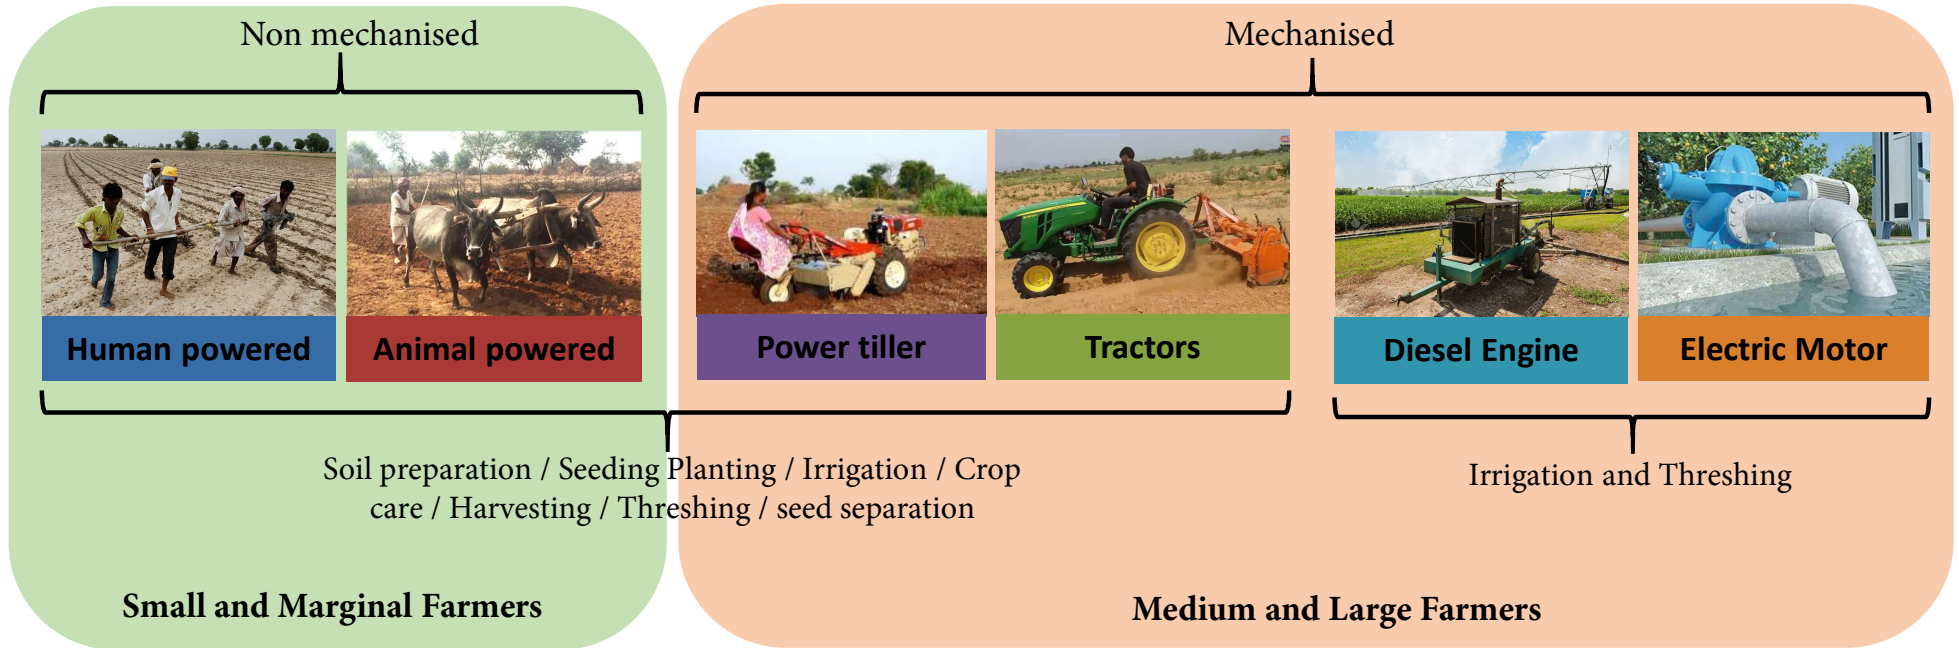 Non mechanised
Mechanised
Human powered
Animal powered
Power tiller
Tractors
Diesel Engine
Electric Motor
Soil preparation / Seeding Planting / Irrigation / Crop
care / Harvesting / Threshing / seed separation
Irrigation and Threshing
Small and Marginal Farmers
Medium and Large Farmers